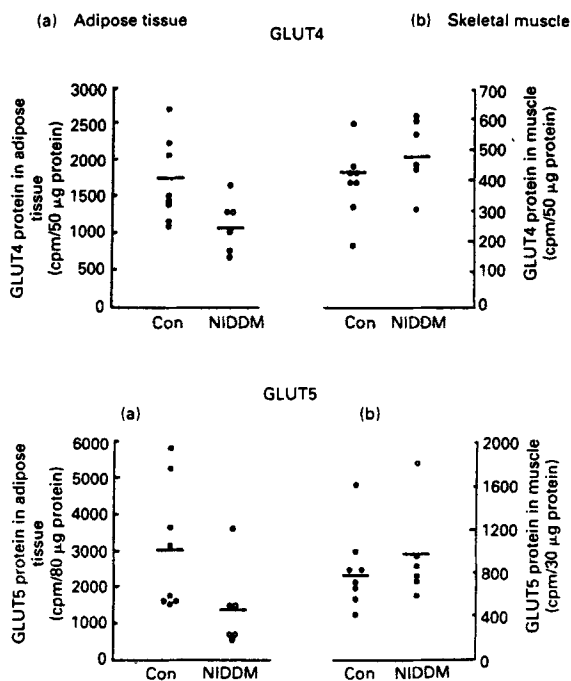 (a) Adipose tissue
(b) Skeletal muscle
GLUT4
GLUT4 protein in adipose
tissue
(cpm/50 µg protein)
3000
2500
2000
1500
1000
500
0
Con NIDDM
700
600
500
400
300
200
100
0
Con NIDDM
GLUT4 protein in muscle
(cpm/50 µg protein)
GLUT5
(a)
(b)
GLUT5 protein in adipose
tissue
(cpm/80 µg protein)
6000
5000
4000
3000
2000
1000
0
Con NIDDM
2000
1600
1200
800
400
0
Con NIDDM
GLUT5 protein in muscle
(cpm/30 µg protein)